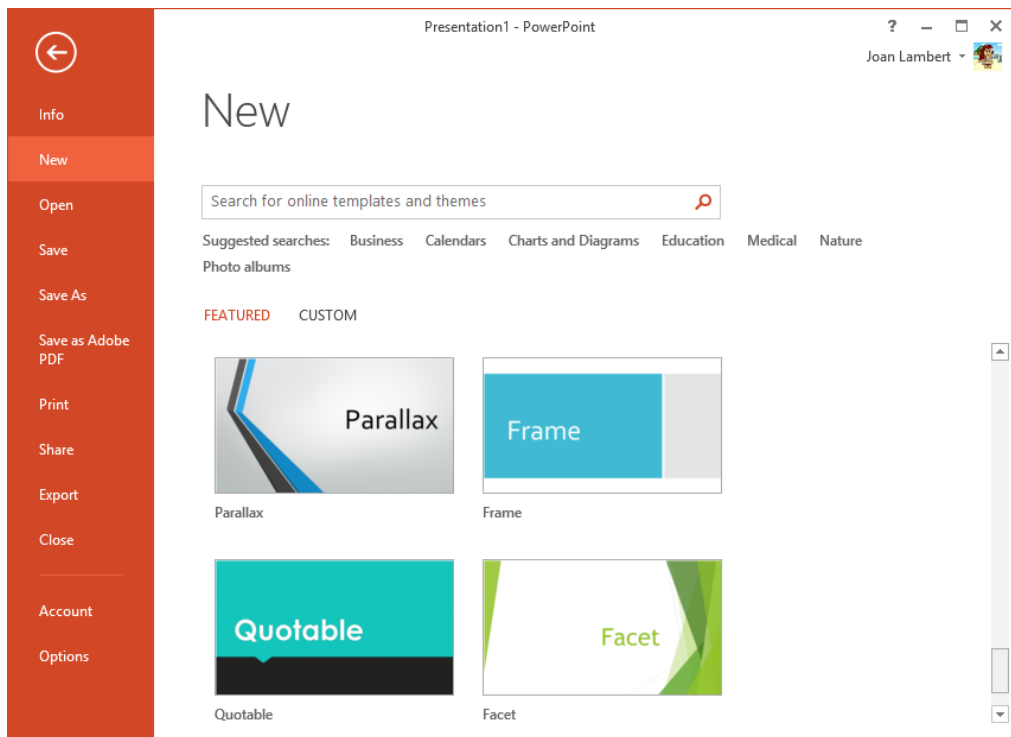 Presentation1 - PowerPoint
?
Joan Lambert
Info
New
Open
Save
Save As
Save as Adobe
PDF
Print
Share
Export
Close
Account
Options
New
Search for online templates and themes
Suggested searches: Business Calendars Charts and Diagrams Education Medical Nature
Photo albums
FEATURED CUSTOM
Parallax
Frame
Parallax
Frame
Quotable
Facet
Quotable
Facet